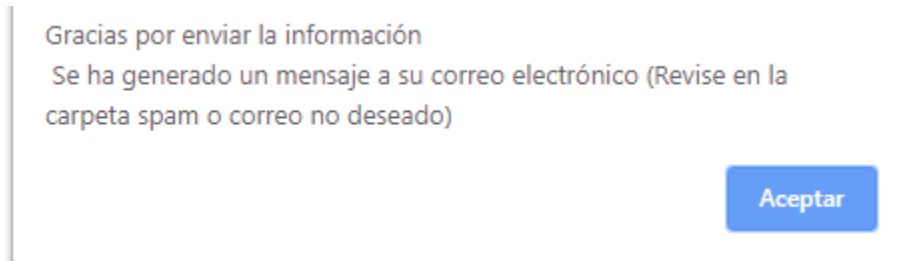 Gracias por enviar la información
Se ha generado un mensaje a su correo electrónico (Revise en la
carpeta spam o correo no deseado)
Aceptar